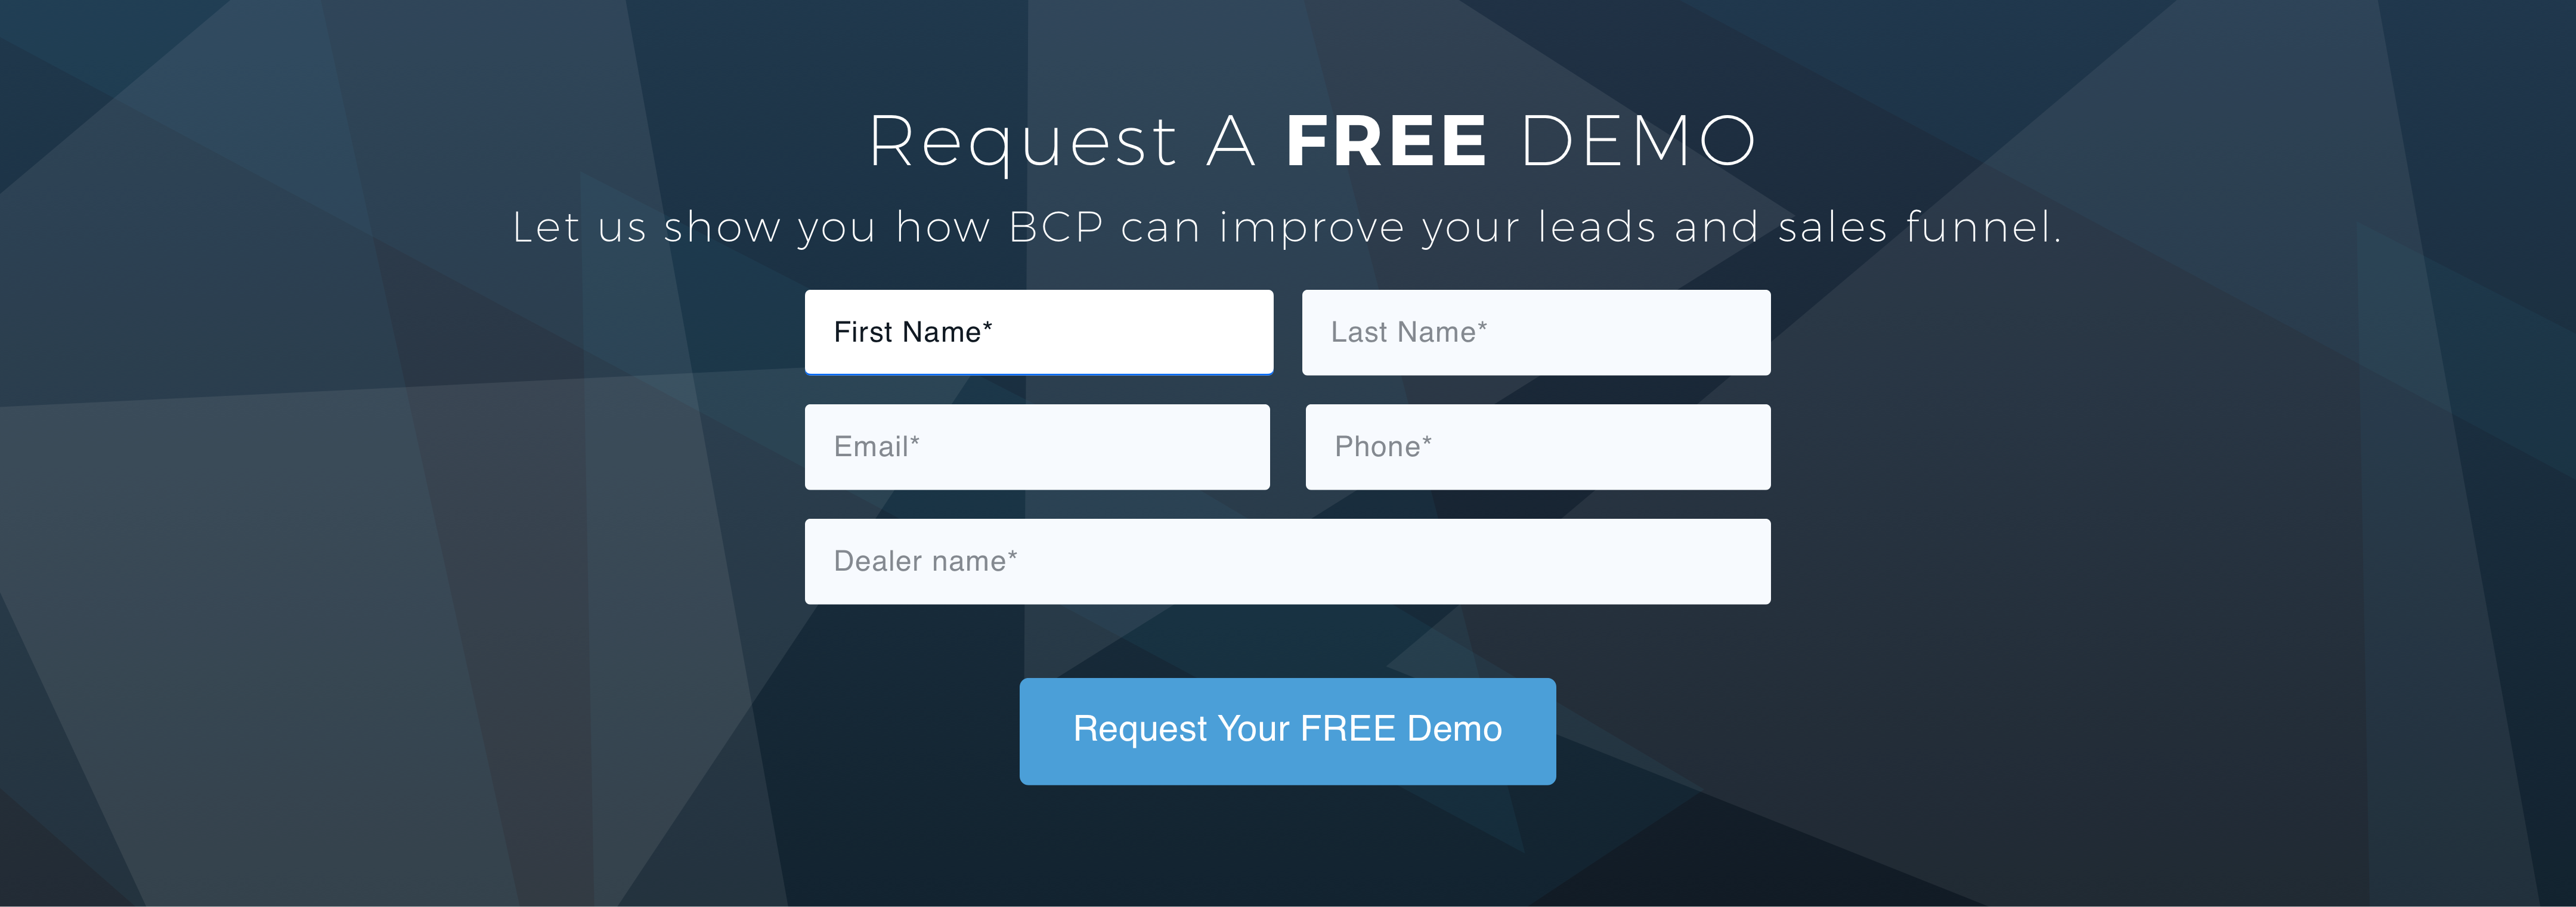 Request A FREE DEMO
Let us show you how BCP can improve your leads and sales funnel.
First Name*
Last Name*
Email*
Phone*
Dealer name*
Request Your FREE Demo